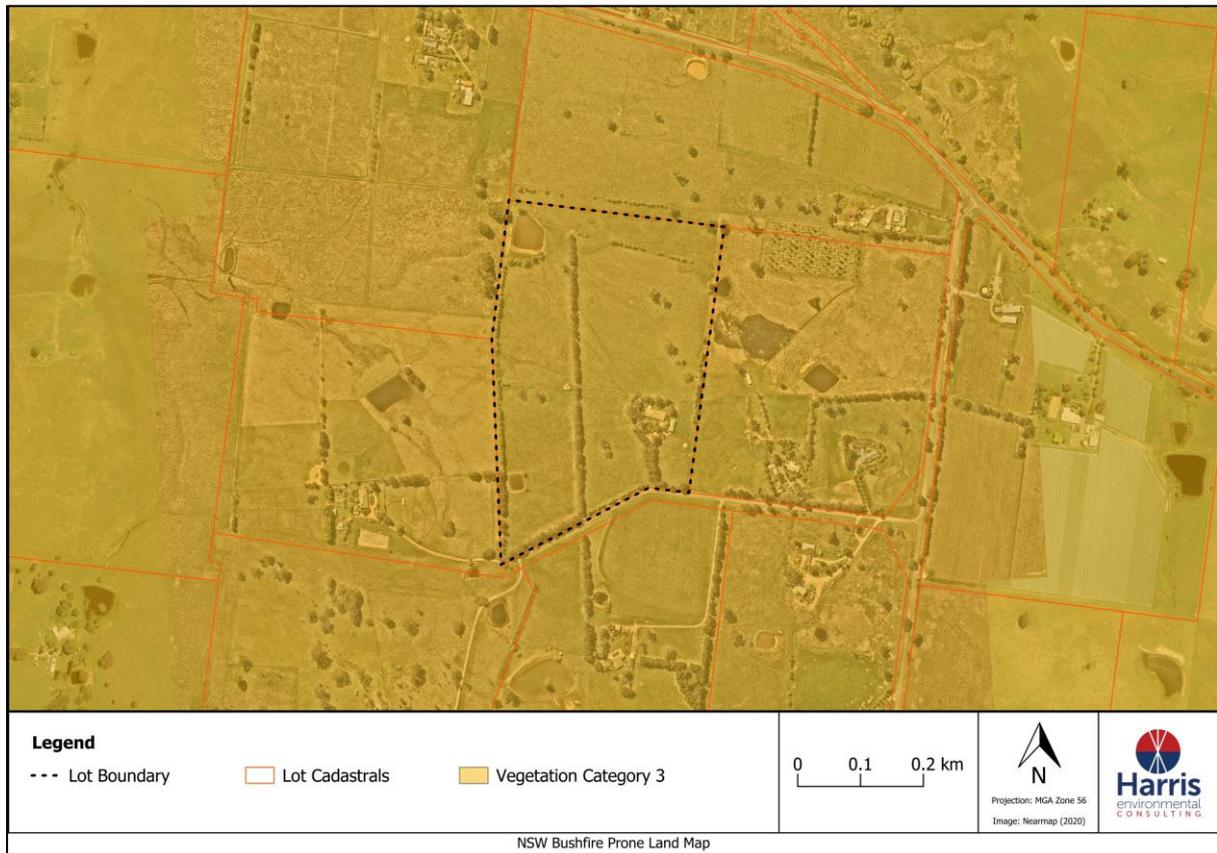 Legend
Lot Boundary
Lot Cadastrals
Vegetation Category 3
0 0.1 0.2 km
N
Projection: MGA Zone 56
Image: Nearmap (2020)
Harris
environmental
CONSULTING
NSW Bushfire Prone Land Map